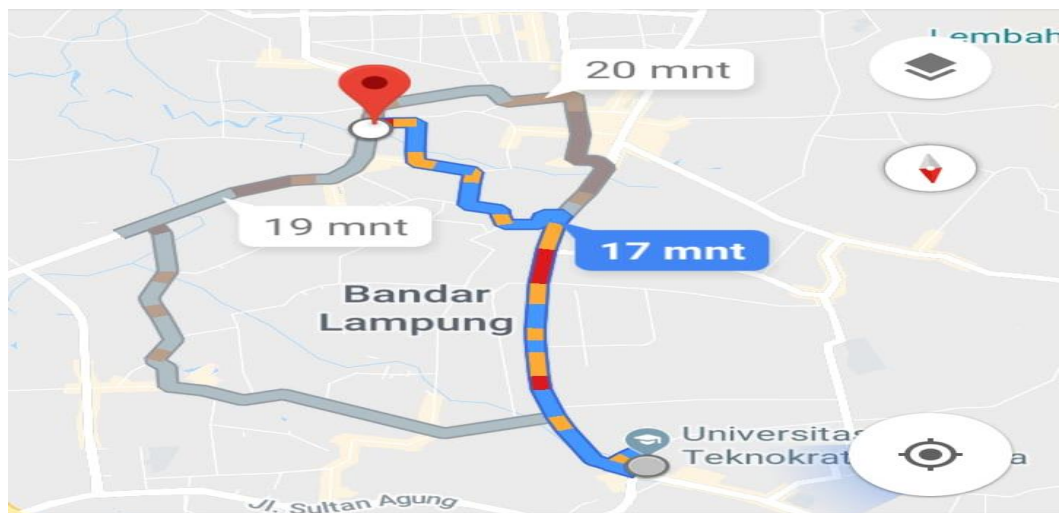 Lembah
20 mnt
19 mnt
17 mnt
Bandar
Lampung
Universitas
Teknokrat a
Jl. Sultan Agung